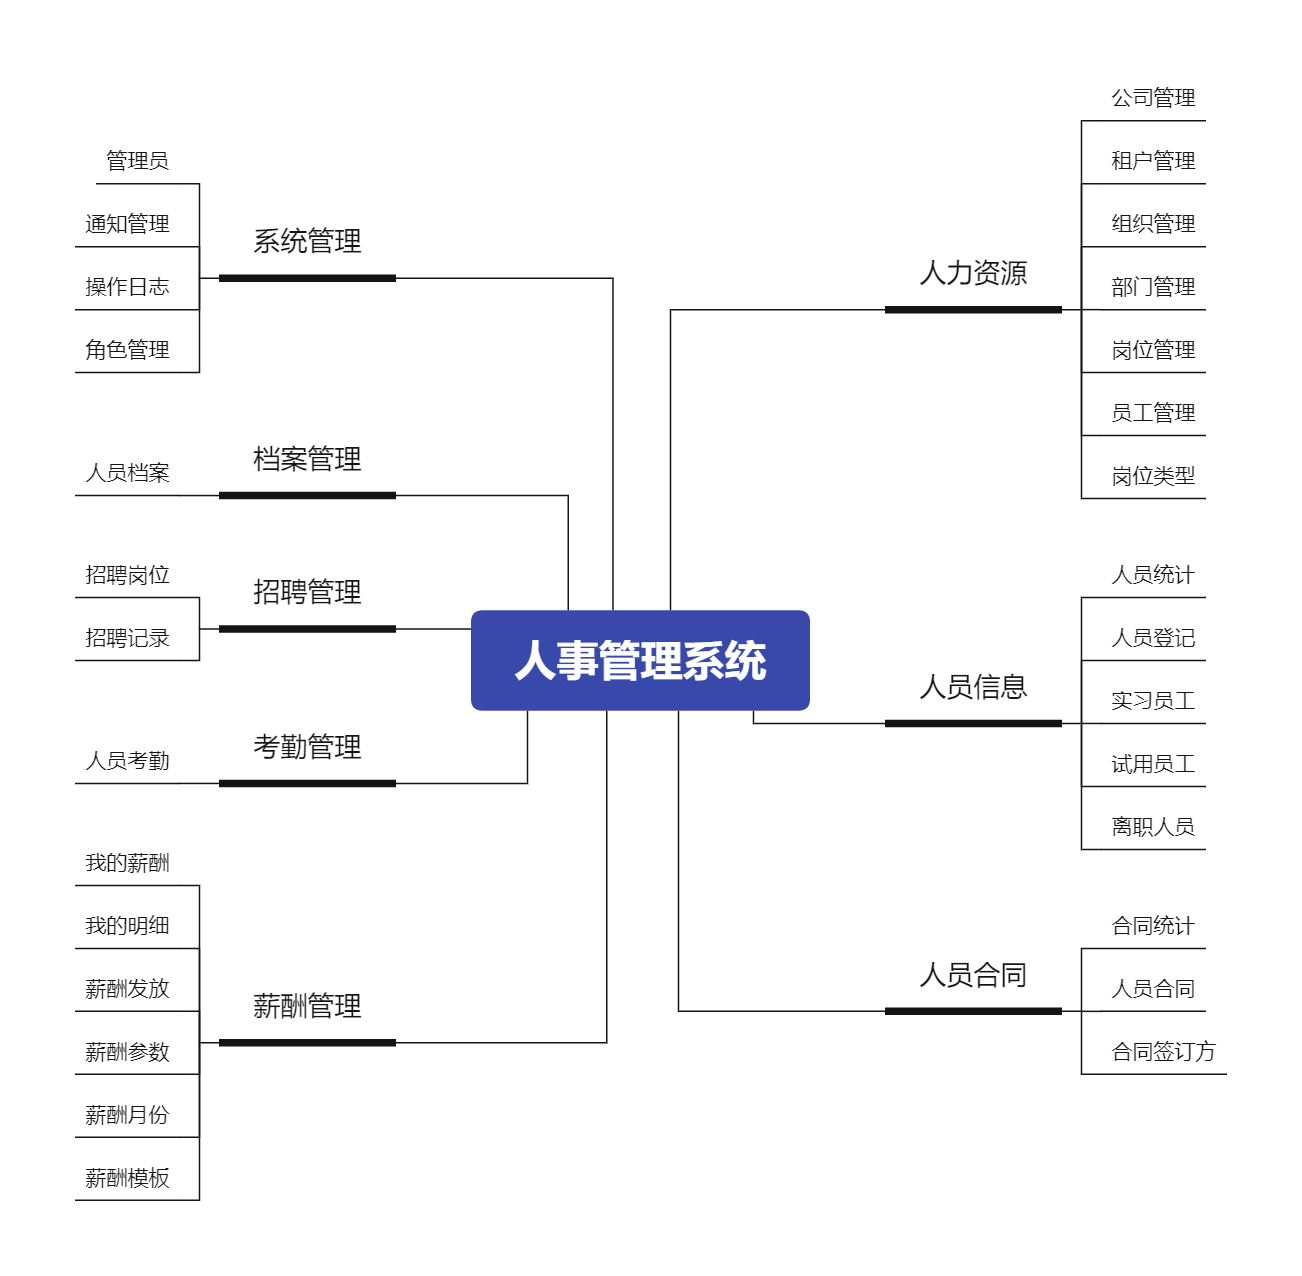 人事管理系统
人力资源
公司管理
租户管理
组织管理
部门管理
岗位管理
员工管理
岗位类型
人员信息
人员统计
人员登记
实习员工
试用员工
离职人员
人员合同
合同统计
人员合同
合同签订方
系统管理
管理员
通知管理
操作日志
角色管理
档案管理
人员档案
招聘管理
招聘岗位
招聘记录
考勤管理
人员考勤
薪酬管理
我的薪酬
我的明细
薪酬发放
薪酬参数
薪酬月份
薪酬模板